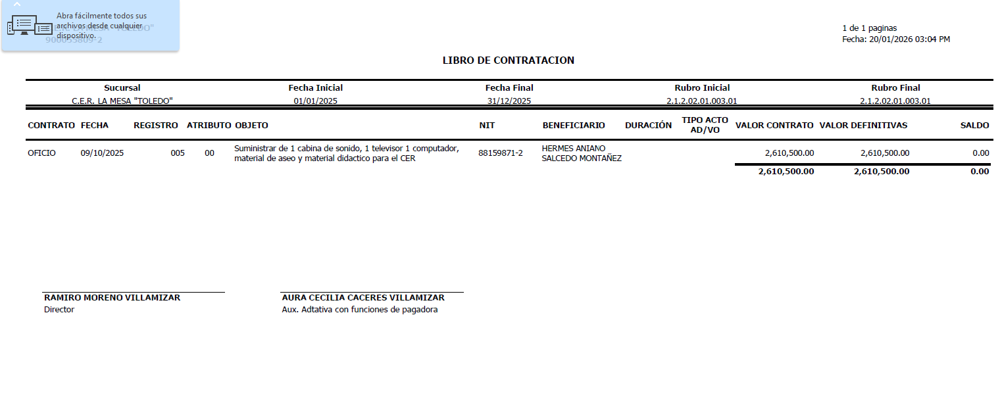 Abra fácilmente todos sus
archivos desde cualquier
dispositivo.
C.E.R. LA MESA "TOLEDO"
900055809-2
1 de 1 paginas
Fecha: 20/01/2026 03:04 PM
LIBRO DE CONTRATACION
Sucursal Fecha Inicial Fecha Final Rubro Inicial Rubro Final
C.E.R. LA MESA "TOLEDO" 01/01/2025 31/12/2025 2.1.2.02.01.003.01 2.1.2.02.01.003.01
CONTRATO FECHA REGISTRO ATRIBUTO OBJETO NIT BENEFICIARIO DURACIÓN TIPO ACTO AD/VO VALOR CONTRATO VALOR DEFINITIVAS SALDO
OFICIO 09/10/2025 005 00 Suministrar de 1 cabina de sonido, 1 televisor 1 computador,
material de aseo y material didactico para el CER 88159871-2 HERMES ANIANO
SALCEDO MONTAÑEZ 2,610,500.00 2,610,500.00 0.00
2,610,500.00 2,610,500.00 0.00
RAMIRO MORENO VILLAMIZAR AURA CECILIA CACERES VILLAMIZAR
Director Aux. Adtativa con funciones de pagadora